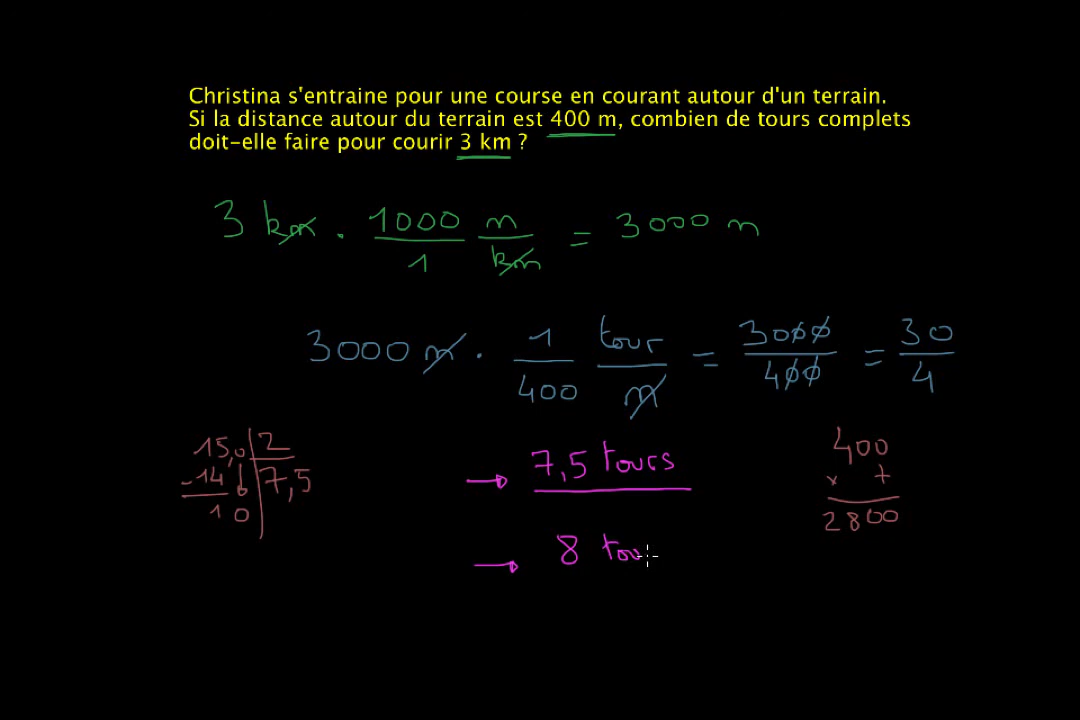 Christina s'entraine pour une course en courant autour d'un terrain.
Si la distance autour du terrain est 400 m, combien de tours complets
doit-elle faire pour courir 3 km ?
3 km . 1000/1 m/km = 3000 m
3000 m . 1/400 tour/m = 3000/400 = 30/4
15,0 | 2
-14 | 7,5
10
→ 7,5 tours
→ 8 tou
400
x 7
2800